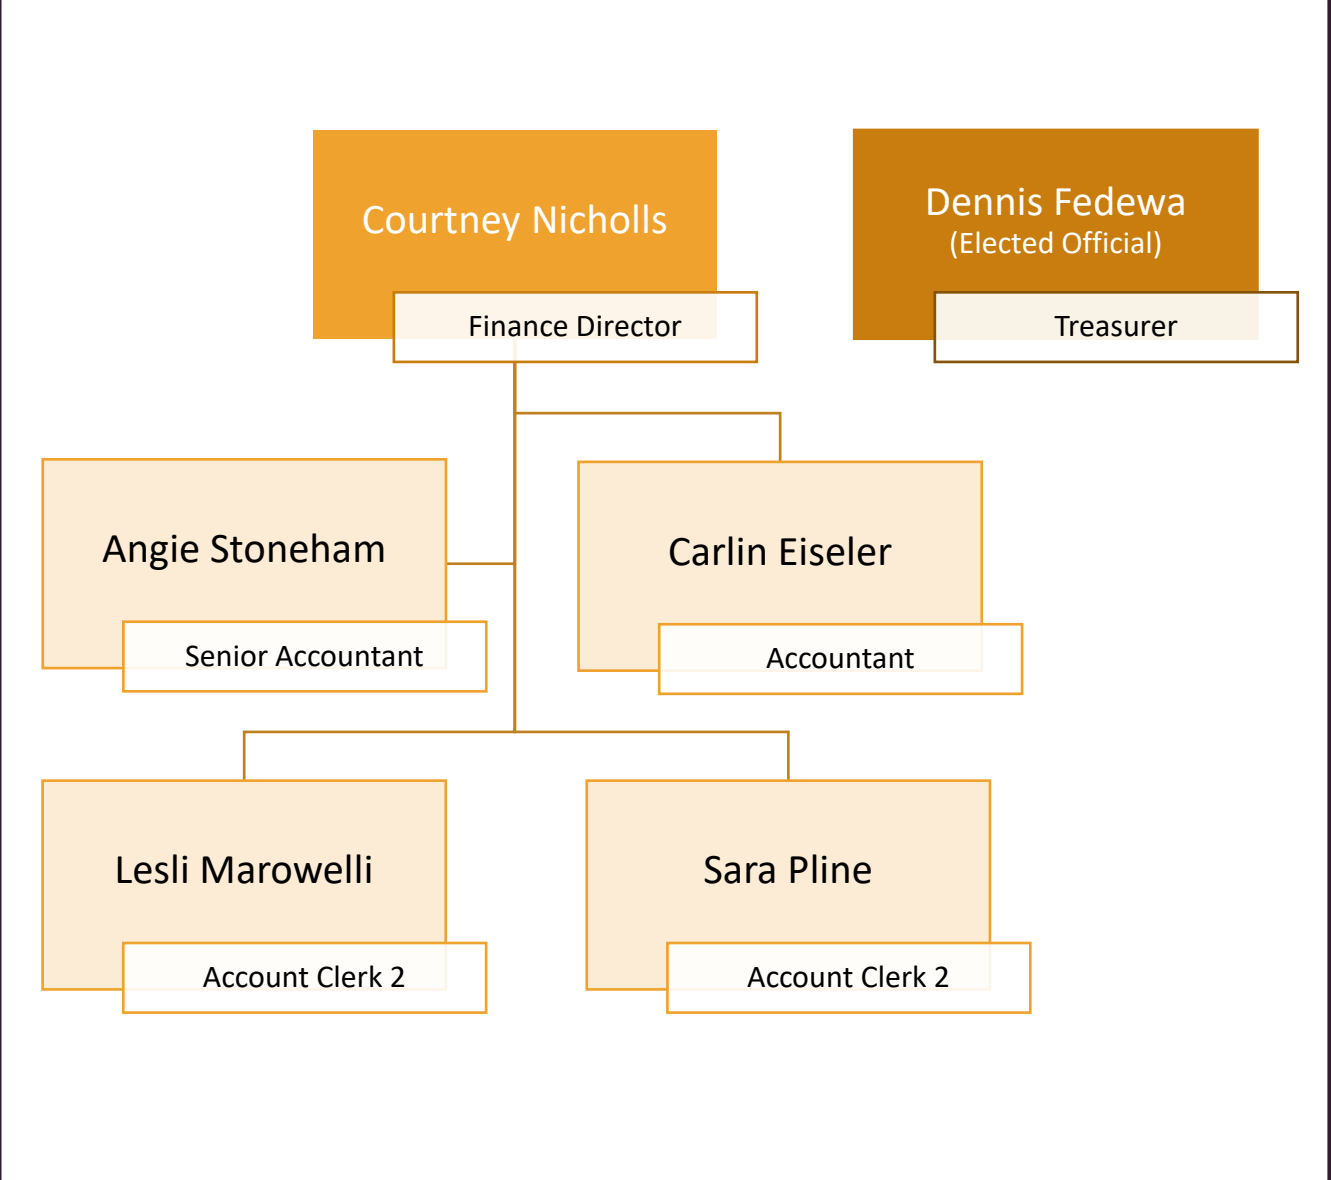 Courtney Nicholls
Finance Director
Dennis Fedewa
(Elected Official)
Treasurer
Angie Stoneham
Senior Accountant
Carlin Eiseler
Accountant
Lesli Marowelli
Account Clerk 2
Sara Pline
Account Clerk 2